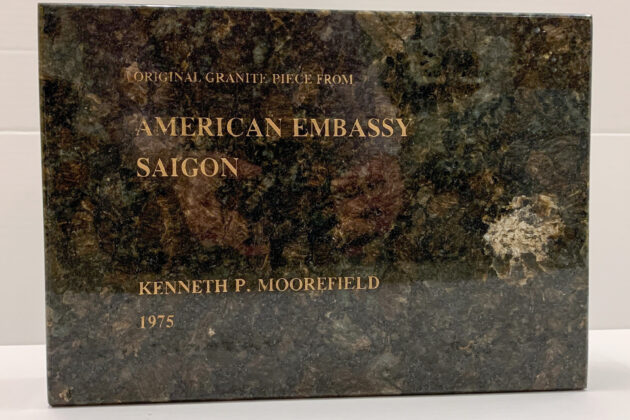 ORIGINAL GRANITE PIECE FROM
AMERICAN EMBASSY
SAIGON
KENNETH P. MOOREFIELD
1975